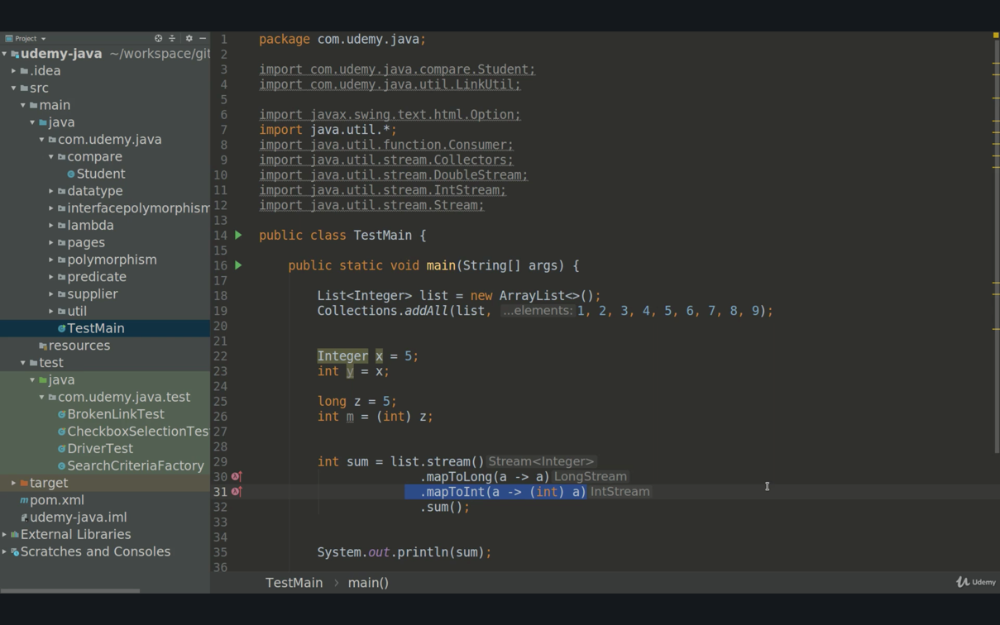 Project
udemy-java ~/workspace/git
.idea
src
main
java
com.udemy.java
compare
Student
datatype
interfacepolymorphism
lambda
pages
polymorphism
predicate
supplier
util
TestMain
resources
test
java
com.udemy.java.test
BrokenLinkTest
CheckboxSelectionTes
DriverTest
SearchCriteriaFactory
target
pom.xml
udemy-java.iml
External Libraries
Scratches and Consoles
1 package com.udemy.java;
2
3 import com.udemy.java.compare.Student;
4 import com.udemy.java.util.LinkUtil;
5
6 import javax.swing.text.html.Option;
7 import java.util.*;
8 import java.util.function.Consumer;
9 import java.util.stream.Collectors;
10 import java.util.stream.DoubleStream;
11 import java.util.stream.IntStream;
12 import java.util.stream.Stream;
13
14 public class TestMain {
15
16 public static void main(String[] args) {
17
18 List<Integer> list = new ArrayList<>();
19 Collections.addAll(list, ...elements: 1, 2, 3, 4, 5, 6, 7, 8, 9);
20
21
22 Integer x = 5;
23 int y = x;
24
25 long z = 5;
26 int m = (int) z;
27
28
29 int sum = list.stream() Stream<Integer>
30 .mapToLong(a -> a) LongStream
31 .mapToInt(a -> (int) a) IntStream
32 .sum();
33
34
35 System.out.println(sum);
36
TestMain > main()
Udemy